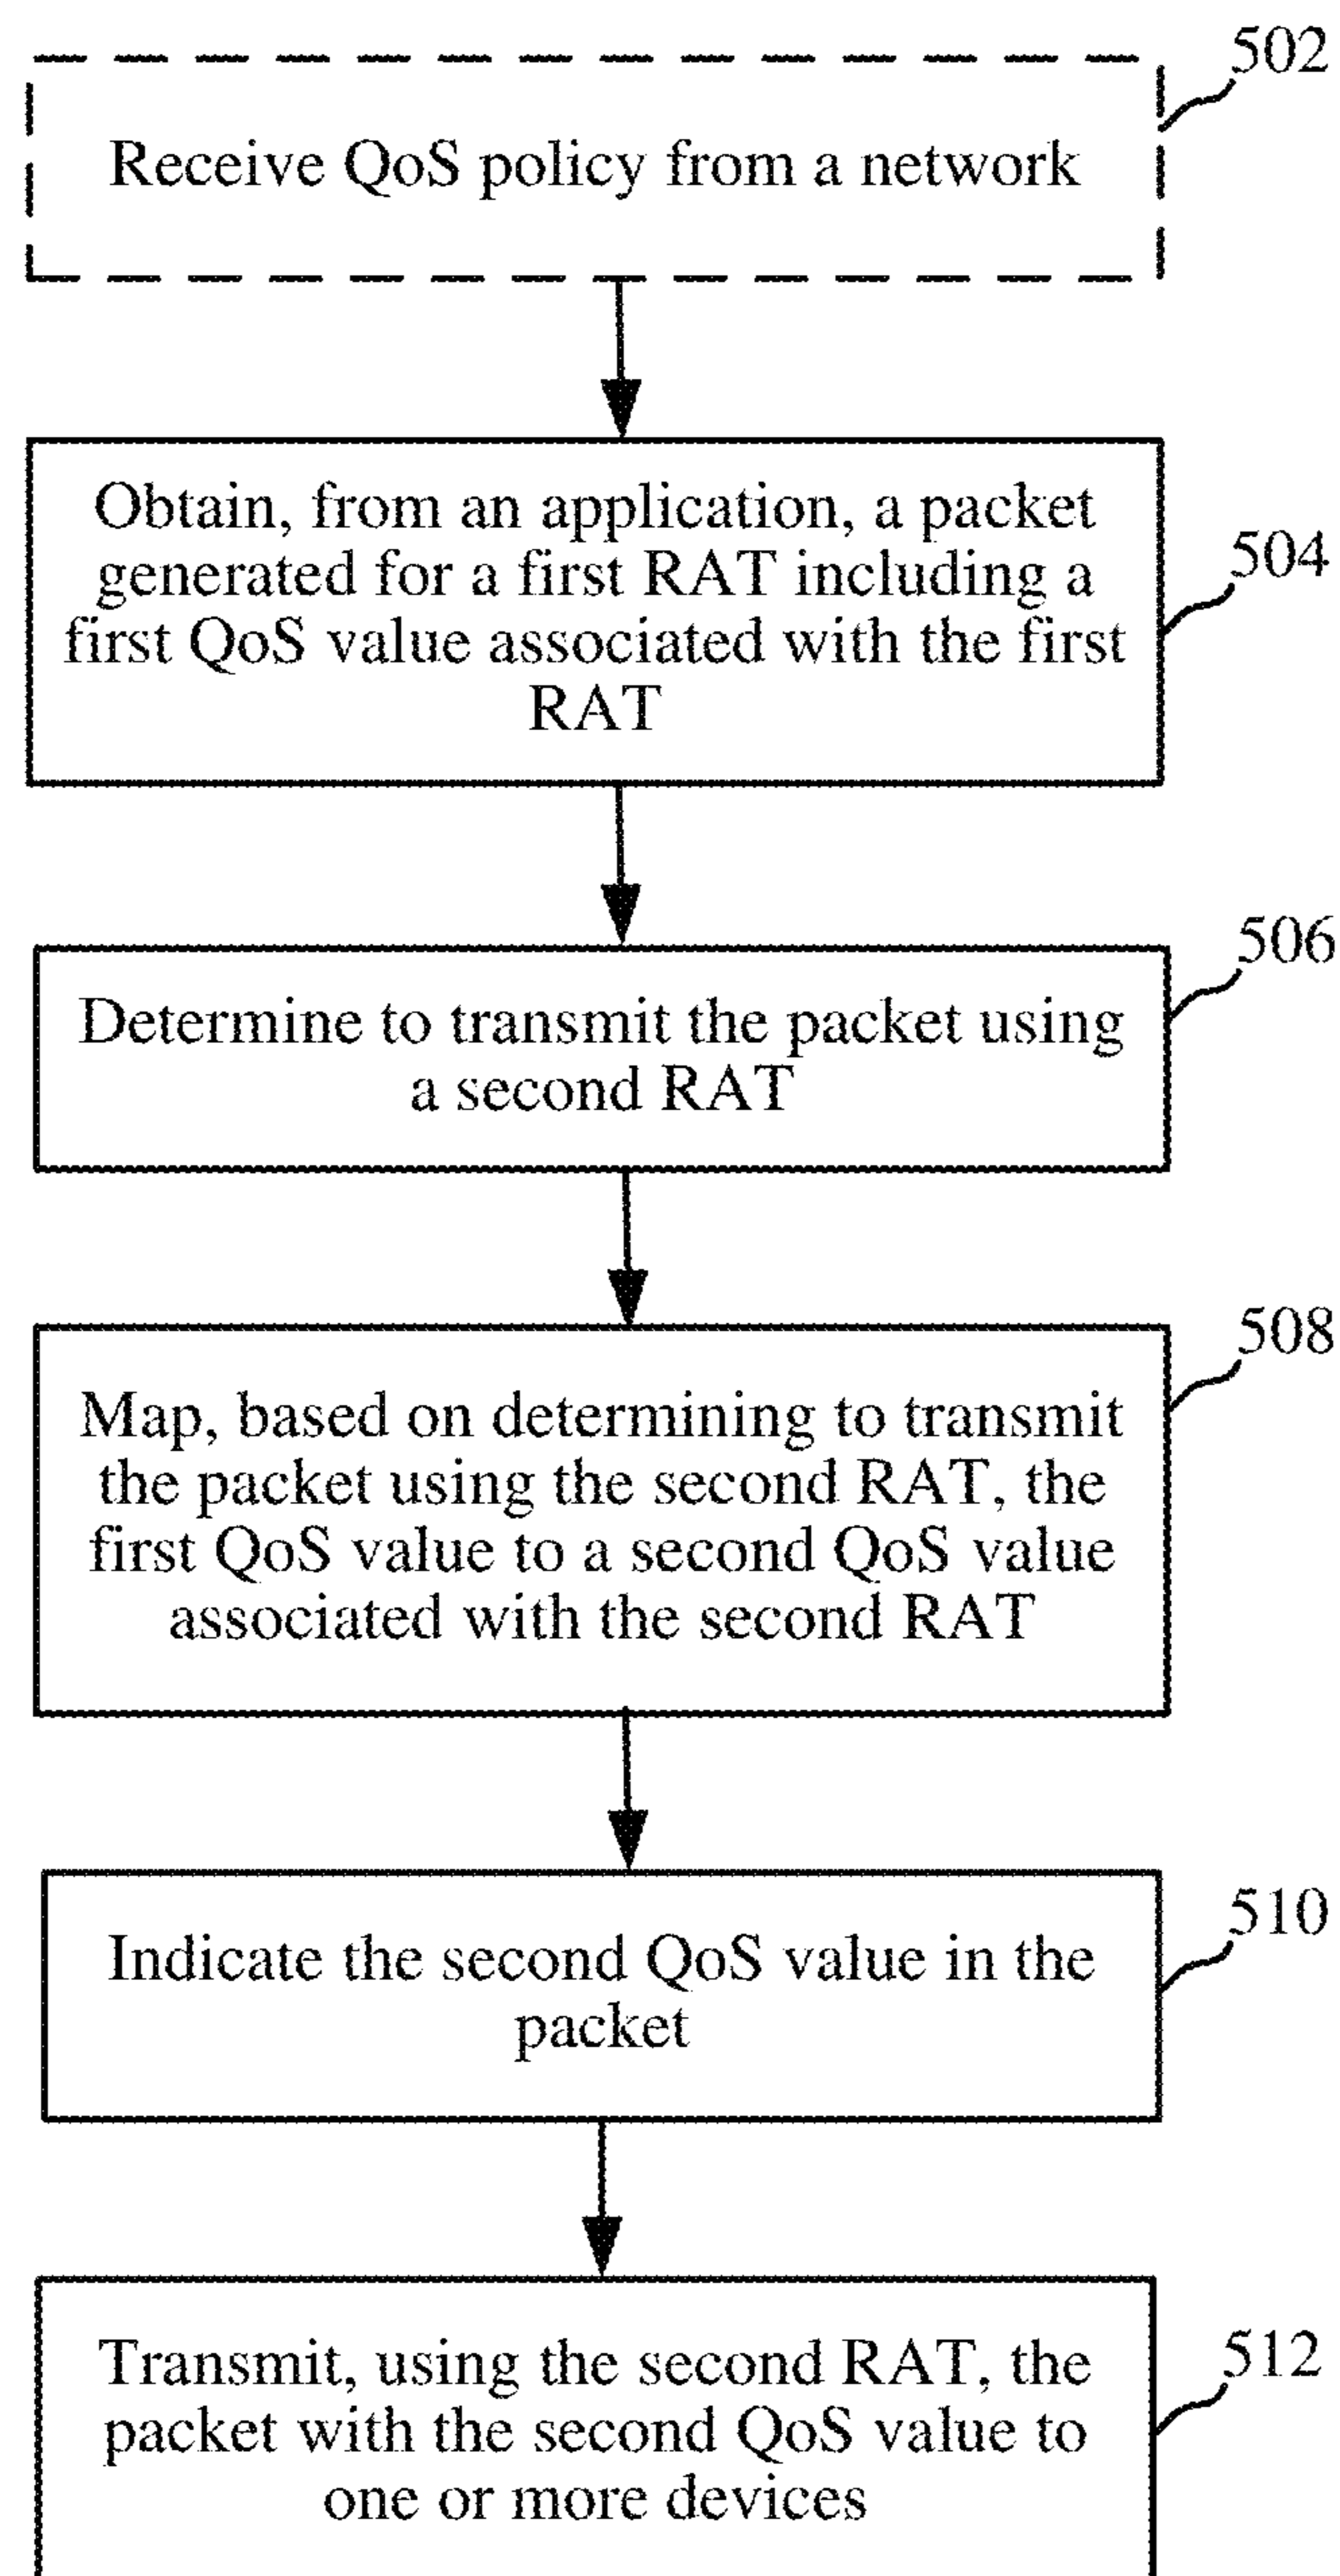 502
Receive QoS policy from a network
Obtain, from an application, a packet
generated for a first RAT including a
first QoS value associated with the first
RAT
504
506
Determine to transmit the packet using
a second RAT
508
Map, based on determining to transmit
the packet using the second RAT, the
first QoS value to a second QoS value
associated with the second RAT
510
Indicate the second QoS value in the
packet
512
Transmit, using the second RAT, the
packet with the second QoS value to
one or more devices